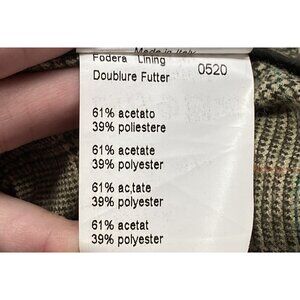 Made in Italy
Fodera Lining
Doublure Futter 0520
61% acetato
39% poliestere
61% acetate
39% polyester
61% ac,tate
39% polyester
61% acetat
39% polyester